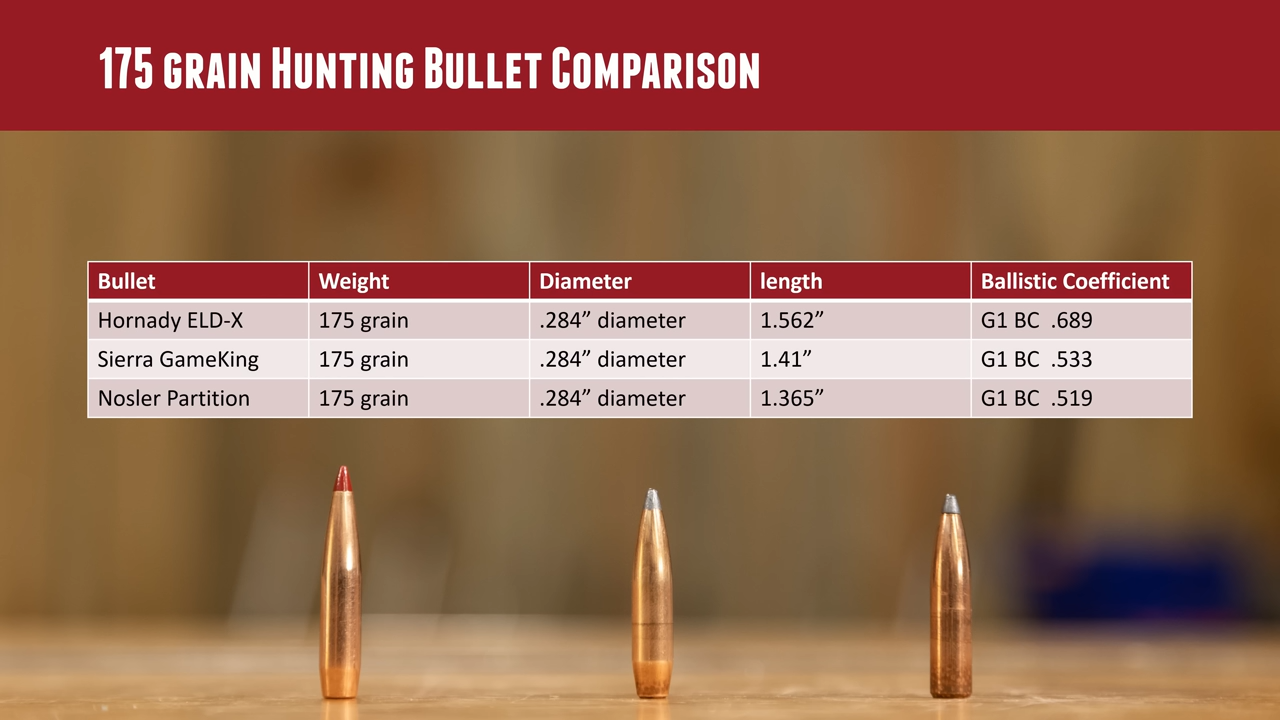 175 GRAIN HUNTING BULLET COMPARISON
Bullet Weight Diameter length Ballistic Coefficient
Hornady ELD-X 175 grain .284” diameter 1.562” G1 BC .689
Sierra GameKing 175 grain .284” diameter 1.41” G1 BC .533
Nosler Partition 175 grain .284” diameter 1.365” G1 BC .519